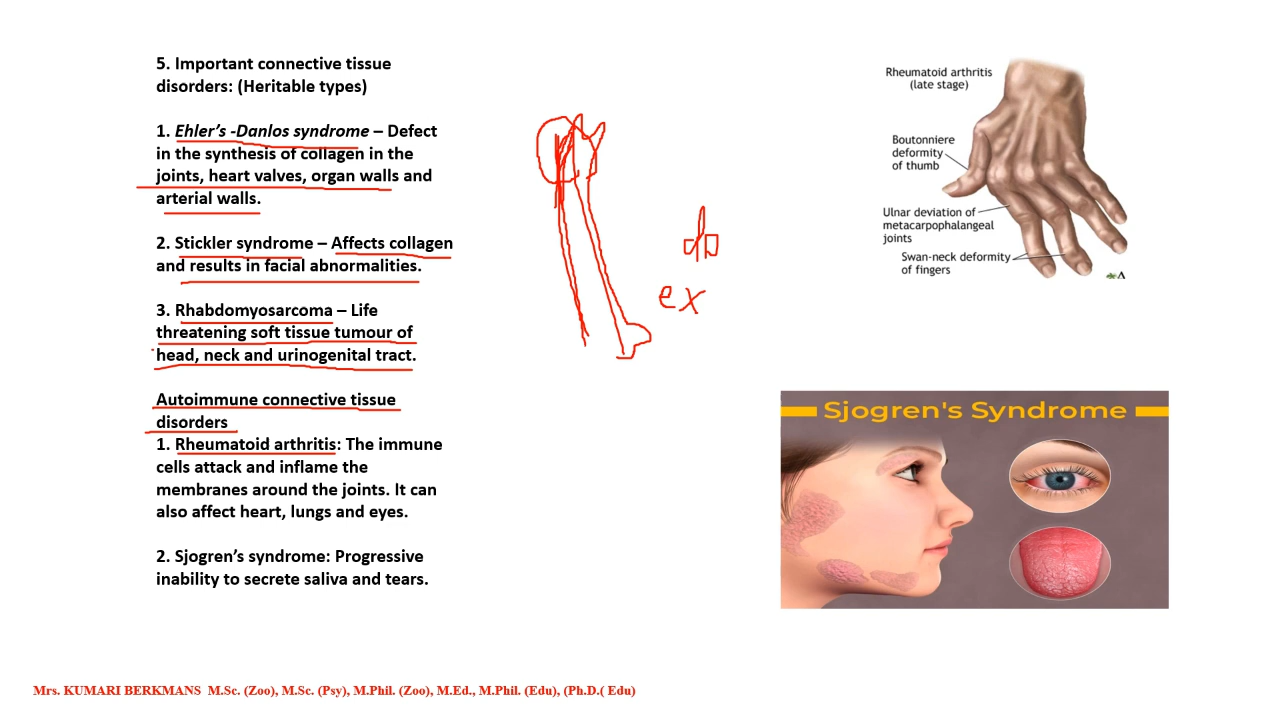 5. Important connective tissue
disorders: (Heritable types)
1. Ehler's -Danlos syndrome – Defect
in the synthesis of collagen in the
joints, heart valves, organ walls and
arterial walls.
2. Stickler syndrome – Affects collagen
and results in facial abnormalities.
3. Rhabdomyosarcoma – Life
threatening soft tissue tumour of
head, neck and urinogenital tract.
Autoimmune connective tissue
disorders
1. Rheumatoid arthritis: The immune
cells attack and inflame the
membranes around the joints. It can
also affect heart, lungs and eyes.
2. Sjogren's syndrome: Progressive
inability to secrete saliva and tears.
ex
Rheumatoid arthritis
(late stage)
Boutonniere
deformity
of thumb
Ulnar deviation of
metacarpophalangeal
joints
Swan-neck deformity
of fingers
Sjogren's Syndrome
Mrs. KUMARI BERKMANS M.Sc. (Zoo), M.Sc. (Psy), M.Phil. (Zoo), M.Ed., M.Phil. (Edu), (Ph.D.( Edu)